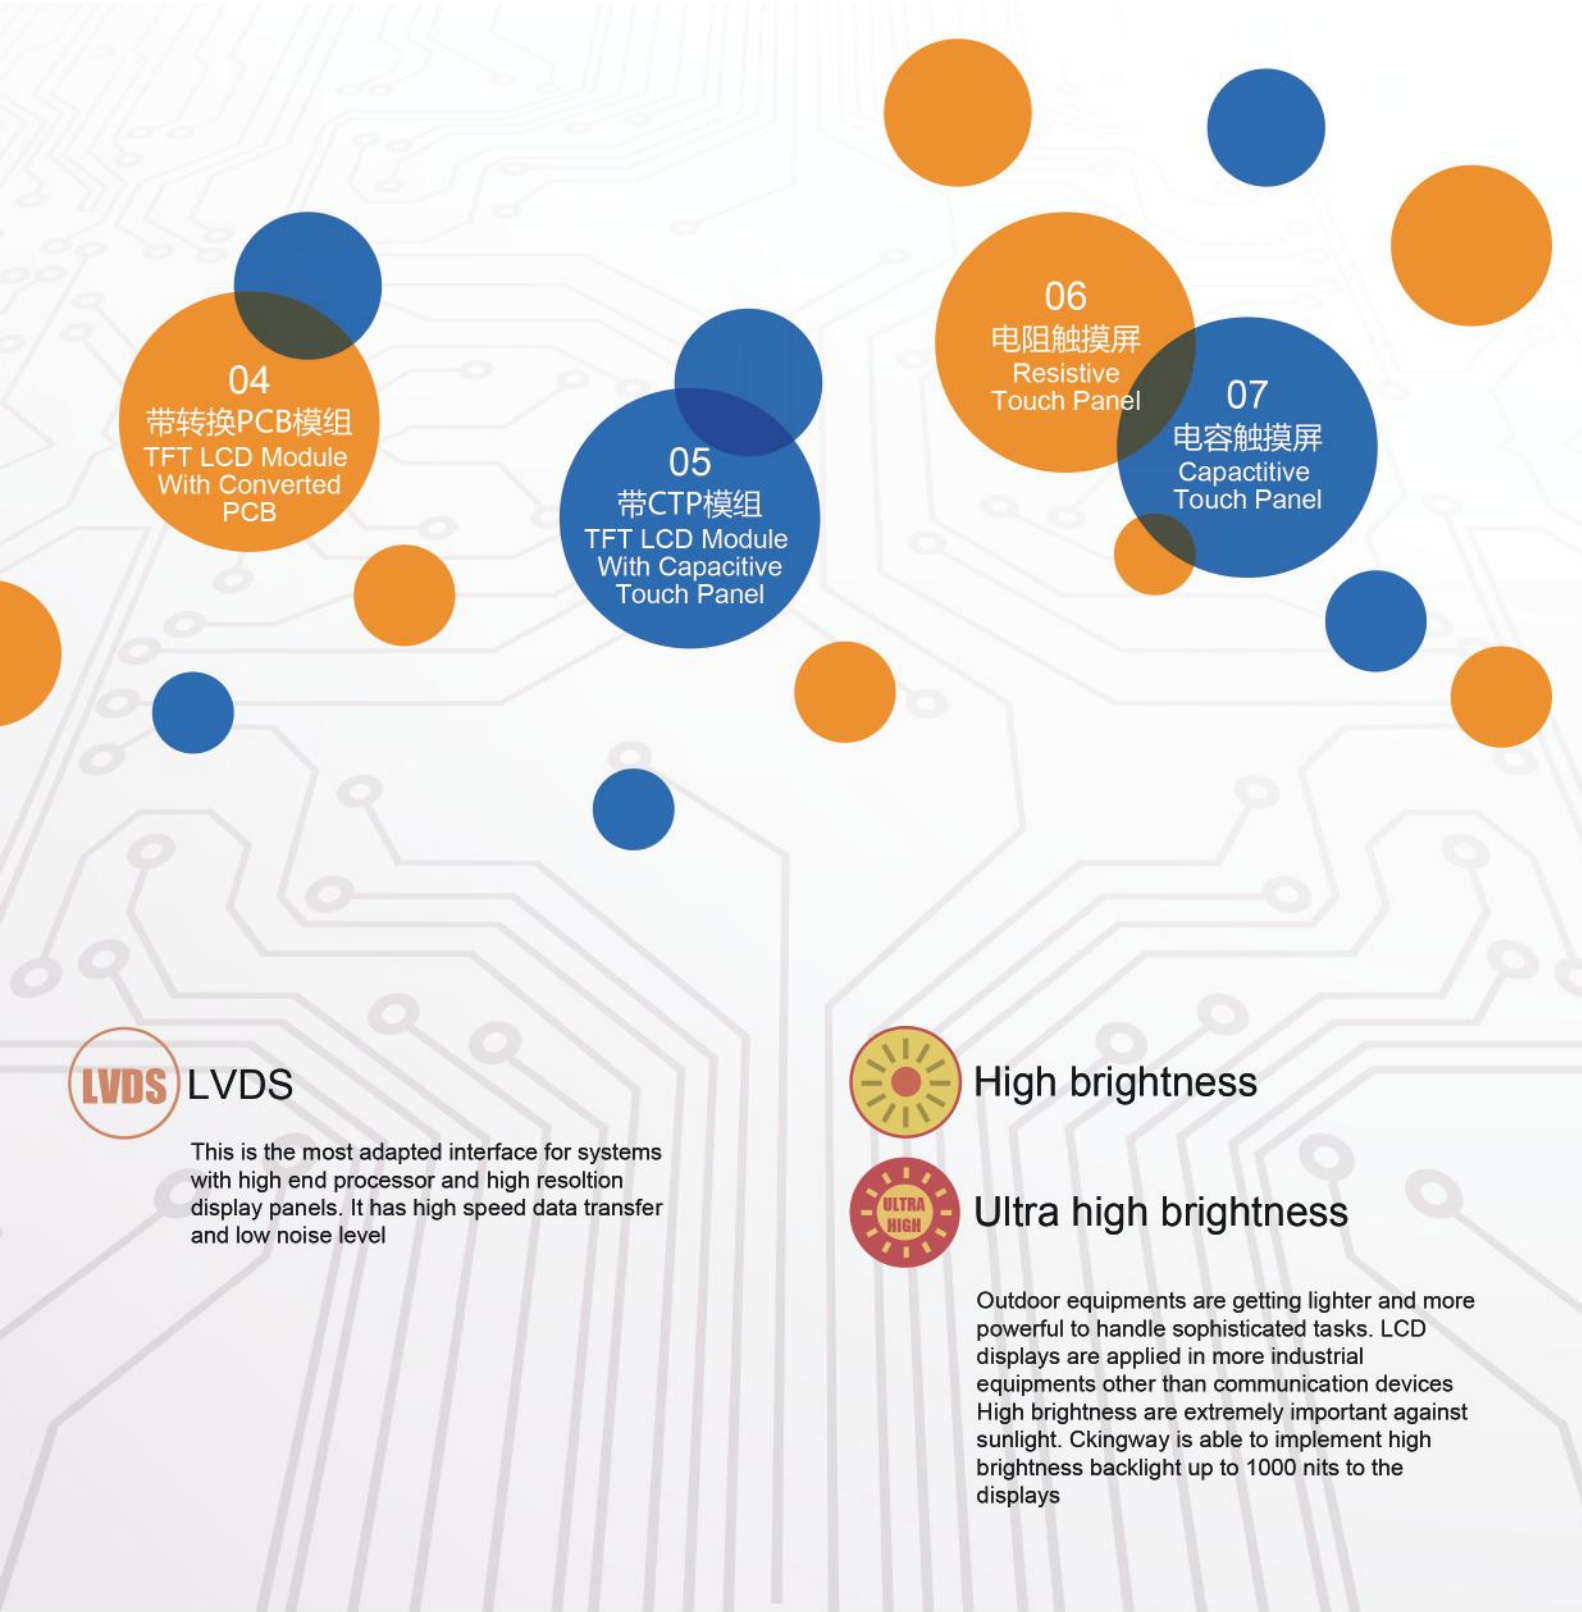 04
带转换PCB模组
TFT LCD Module
With Converted
PCB
05
带CTP模组
TFT LCD Module
With Capacitive
Touch Panel
06
电阻触摸屏
Resistive
Touch Panel
07
电容触摸屏
Capactitive
Touch Panel
LVDS
LVDS
This is the most adapted interface for systems
with high end processor and high resoltion
display panels. It has high speed data transfer
and low noise level
High brightness
ULTRA
HIGH
Ultra high brightness
Outdoor equipments are getting lighter and more
powerful to handle sophisticated tasks. LCD
displays are applied in more industrial
equipments other than communication devices
High brightness are extremely important against
sunlight. Ckingway is able to implement high
brightness backlight up to 1000 nits to the
displays